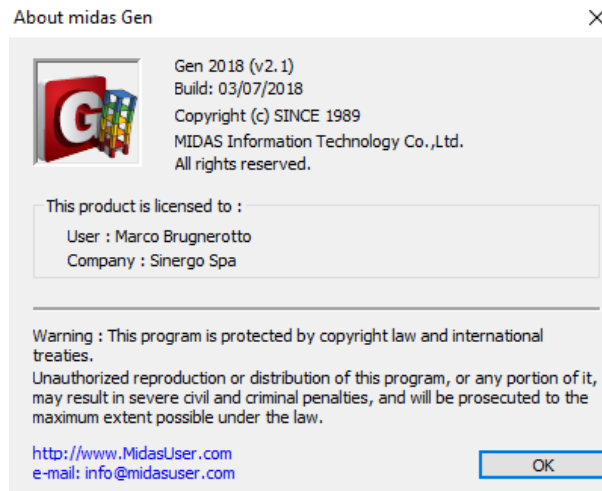 About midas Gen
Gen 2018 (v2.1)
Build: 03/07/2018
Copyright (c) SINCE 1989
MIDAS Information Technology Co.,Ltd.
All rights reserved.
G
This product is licensed to :
User : Marco Brugnerotto
Company : Sinergo Spa
Warning : This program is protected by copyright law and international
treaties.
Unauthorized reproduction or distribution of this program, or any portion of it,
may result in severe civil and criminal penalties, and will be prosecuted to the
maximum extent possible under the law.
http://www.MidasUser.com
e-mail: info@midasuser.com
OK